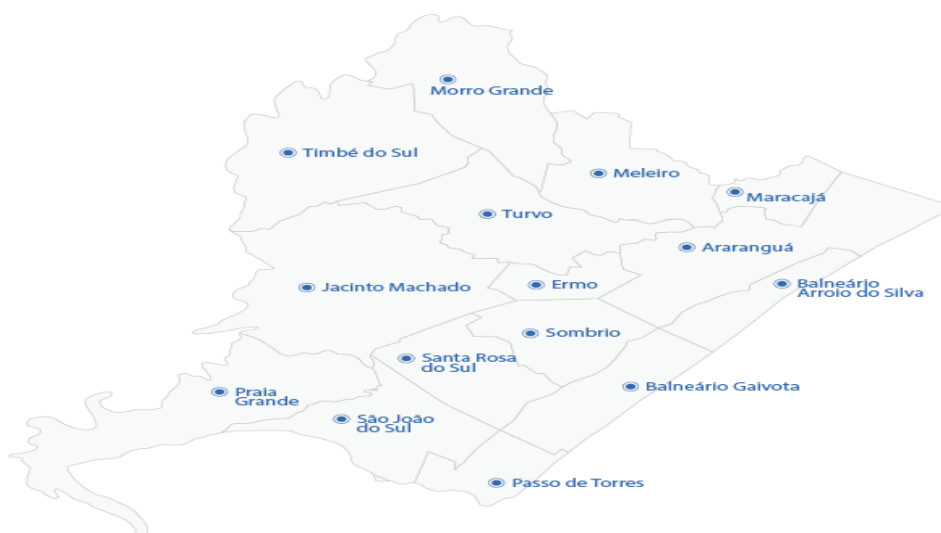 Morro Grande
Timbé do Sul
Meleiro
Maracajá
Turvo
Araranguá
Jacinto Machado
Ermo
Balneário
Arroio do Silva
Sombrio
Santa Rosa
do Sul
Balneário Gaivota
Praia
Grande
São João
do Sul
Passo de Torres